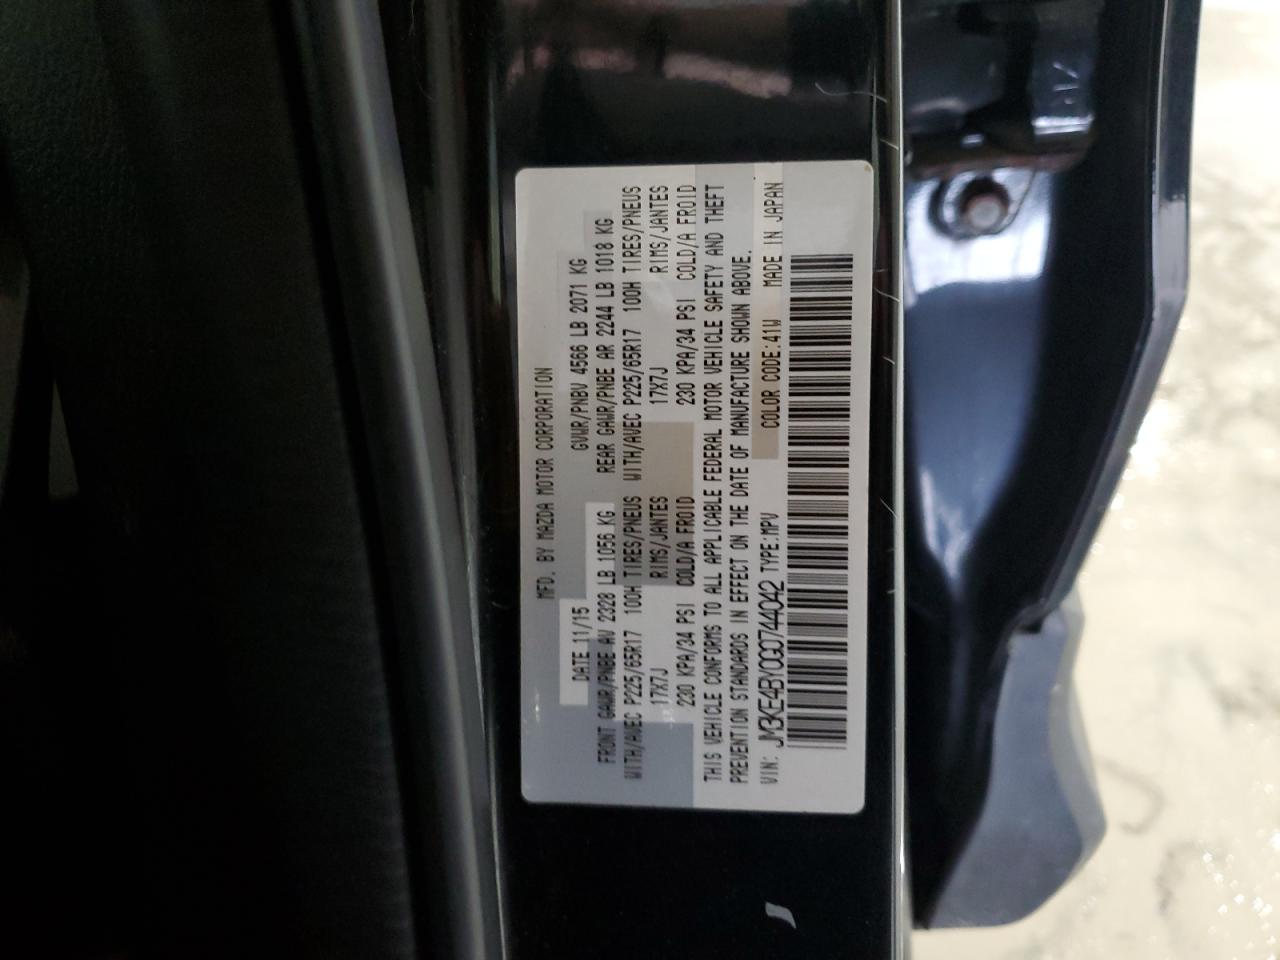 MFD. BY MAZDA MOTOR CORPORATION
DATE 11/15 GVWR/PNBV 4566 LB 2071 KG
FRONT GAWR/PNBE AV 2328 LB 1056 KG REAR GAWR/PNBE AR 2244 LB 1018 KG
WITH/AVEC P225/65R17 100H TIRES/PNEUS WITH/AVEC P225/65R17 100H TIRES/PNEUS
17X7J RIMS/JANTES 17X7J RIMS/JANTES
230 KPA/34 PSI COLD/A FROID 230 KPA/34 PSI COLD/A FROID
THIS VEHICLE CONFORMS TO ALL APPLICABLE FEDERAL MOTOR VEHICLE SAFETY AND THEFT
PREVENTION STANDARDS IN EFFECT ON THE DATE OF MANUFACTURE SHOWN ABOVE.
VIN: JM3KE4BY0G0744042 TYPE:MPV COLOR CODE:41W MADE IN JAPAN